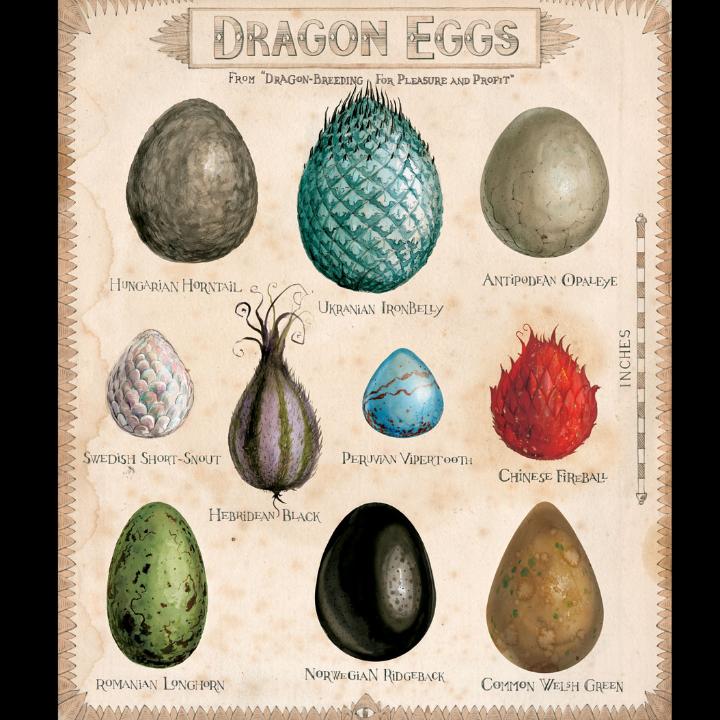 DRAGON EGGS
FROM "DRAGON-BREEDING FOR PLEASURE AND PROFIT"
HUNGARIAN HORNTAIL
UKRANIAN IRONBELLY
ANTIPODEAN OPALEYE
INCHES
SWEDISH SHORT-SNOUT
HEBRIDEAN BLACK
PERUVIAN VIPERTOOTH
CHINESE FIREBALL
ROMANIAN LONGHORN
NORWEGIAN RIDGEBACK
COMMON WELSH GREEN